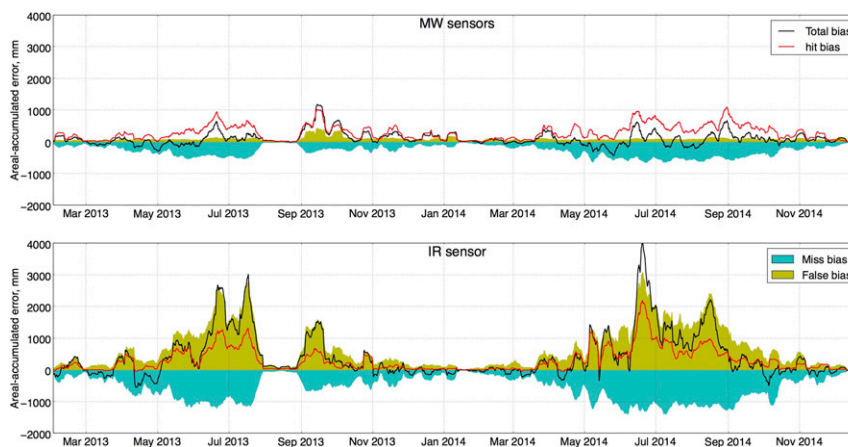 MW sensors
Total bias
hit bias
Areal-accumulated error, mm
4000
3000
2000
1000
0
−1000
−2000
Mar 2013 May 2013 Jul 2013 Sep 2013 Nov 2013 Jan 2014 Mar 2014 May 2014 Jul 2014 Sep 2014 Nov 2014
IR sensor
Miss bias
False bias
Areal-accumulated error, mm
4000
3000
2000
1000
0
−1000
−2000
Mar 2013 May 2013 Jul 2013 Sep 2013 Nov 2013 Jan 2014 Mar 2014 May 2014 Jul 2014 Sep 2014 Nov 2014